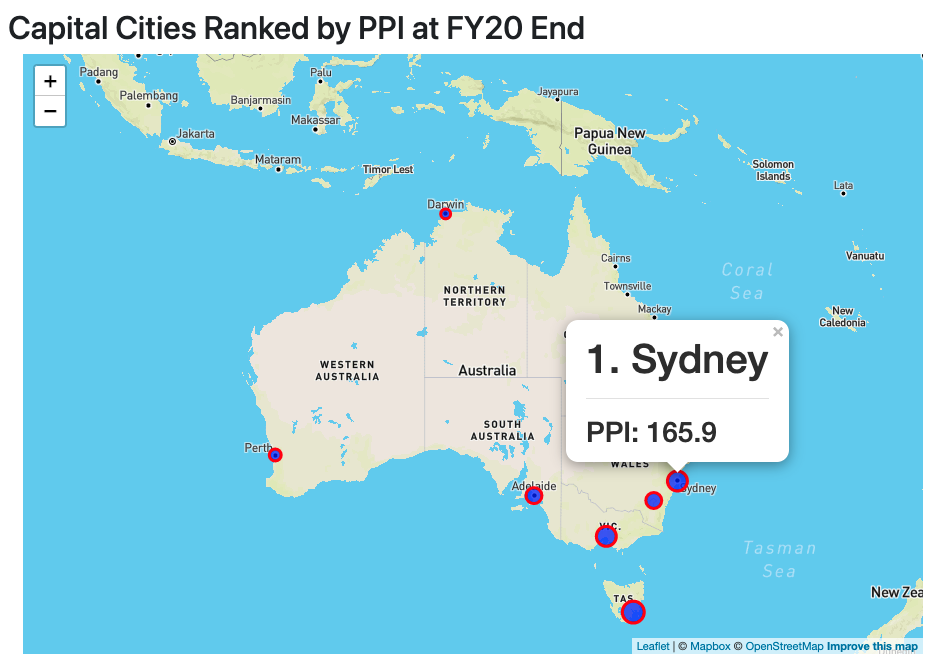 Capital Cities Ranked by PPI at FY20 End
+
−
Padang
Palu
Palembang
Banjarmasin
Jayapura
Makassar
Jakarta
Papua New
Guinea
Mataram
Timor Lest
Solomon
Islands
Lata
Darwin
Vanuatu
Cairns
Coral
Sea
Townsville
NORTHERN
TERRITORY
Mackay
New
Caledonia
×
1. Sydney
PPI: 165.9
WESTERN
AUSTRALIA
Australia
SOUTH
AUSTRALIA
Perth
WALES
Adelaide
Sydney
VIC.
Tasman
Sea
TAS.
New Zea
Leaflet | © Mapbox © OpenStreetMap Improve this map